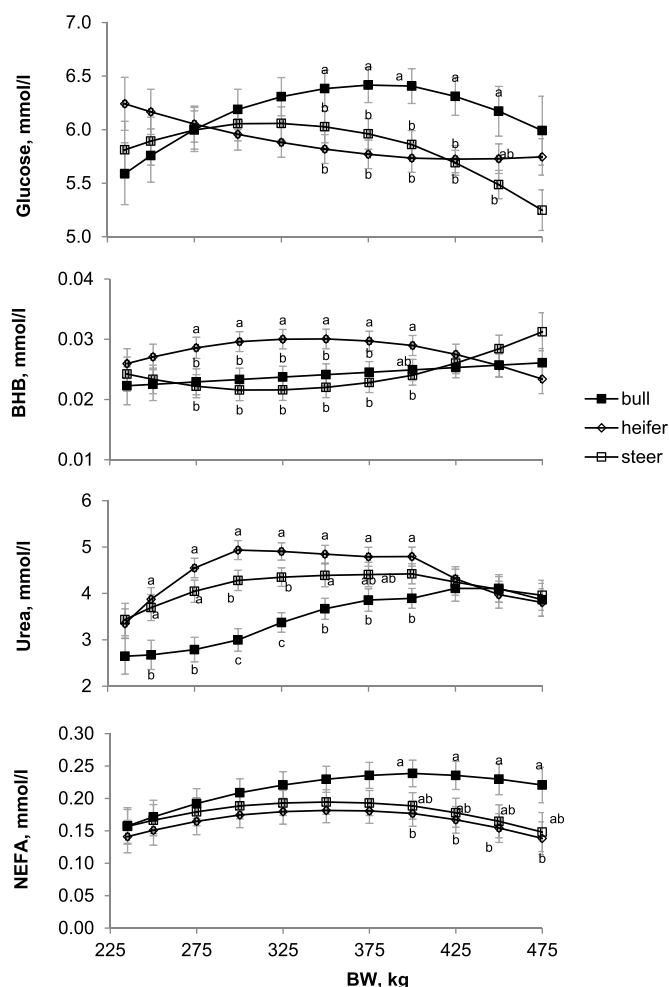 7.0
6.5
6.0
5.5
5.0
Glucose, mmol/l
a a a a a
b b b b b ab
b b b b b
0.04
0.03
0.02
0.01
BHB, mmol/l
a a a a a a
b b b b b ab
b b b b b b
bull
heifer
steer
6
5
4
3
2
Urea, mmol/l
a a a a a a a
a a b b a ab ab
b b c c b b b
0.30
0.25
0.20
0.15
0.10
0.05
0.00
NEFA, mmol/l
a a a a
ab ab ab ab
b b b b
225 275 325 375 425 475
BW, kg